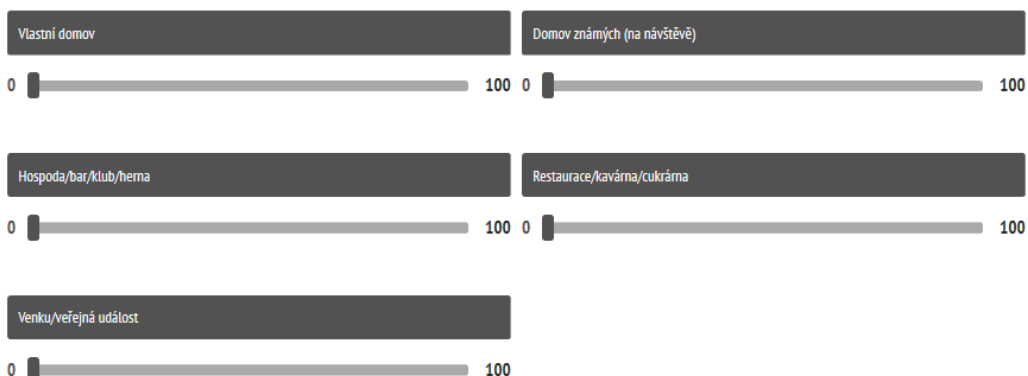 Vlastní domov
Domov známých (na návštěvě)
0 100 0 100
Hospoda/bar/klub/herna
Restaurace/kavárna/cukrárna
0 100 0 100
Venku/veřejná událost
0 100